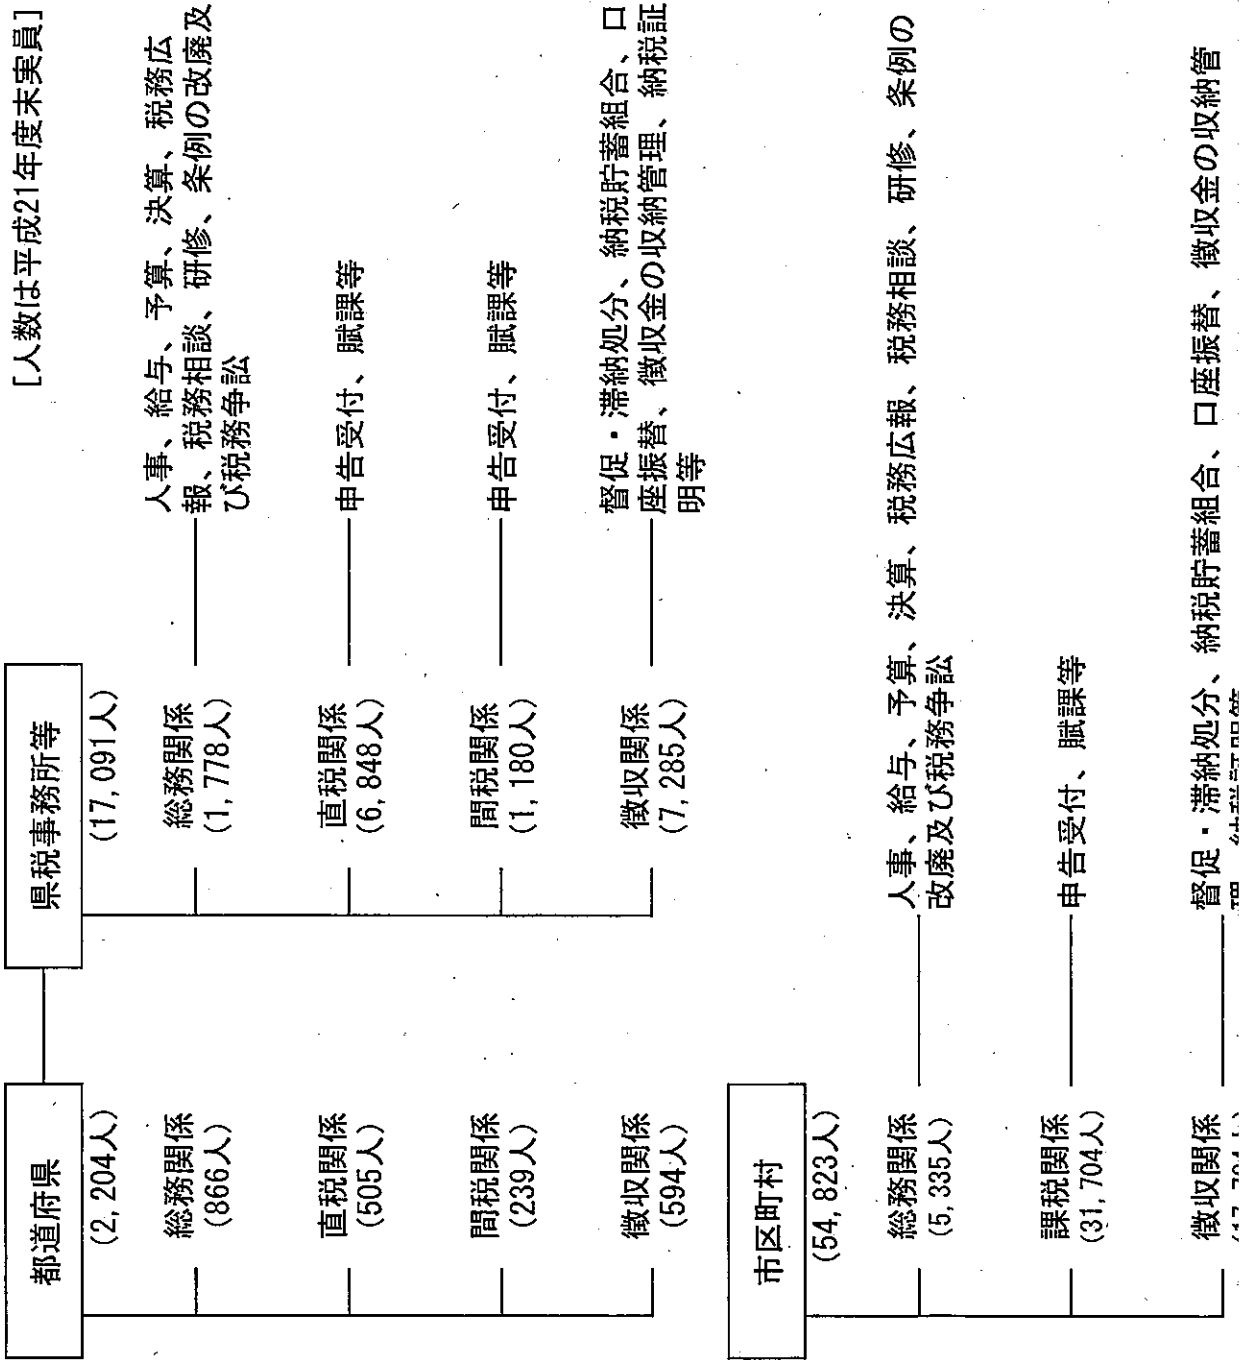 [人数は平成21年度末実員]
都道府県
(2,204人)
総務関係
(866人)
直税関係
(505人)
間税関係
(239人)
徴収関係
(594人)
県税事務所等
(17,091人)
総務関係
(1,778人)
人事、給与、予算、決算、税務広
報、税務相談、研修、条例の改廃及
び税務争訟
直税関係
(6,848人)
申告受付、賦課等
間税関係
(1,180人)
申告受付、賦課等
徴収関係
(7,285人)
督促・滞納処分、納税貯蓄組合、口
座振替、徴収金の収納管理、納税証
明等
市区町村
(54,823人)
総務関係
(5,335人)
人事、給与、予算、決算、税務広報、税務相談、研修、条例の
改廃及び税務争訟
課税関係
(31,704人)
申告受付、賦課等
徴収関係
督促・滞納処分、納税貯蓄組合、口座振替、徴収金の収納管